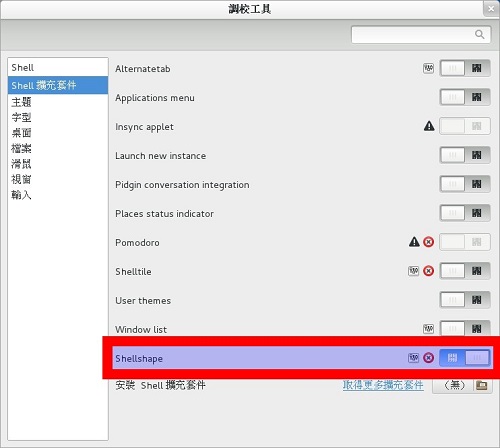 調校工具
Shell
Shell 擴充套件
主題
字型
桌面
檔案
滑鼠
視窗
輸入
Alternatetab
Applications menu
Insync applet
Launch new instance
Pidgin conversation integration
Places status indicator
Pomodoro
Shelltile
User themes
Window list
Shellshape
安裝 Shell 擴充套件 取得更多擴充套件 (無)